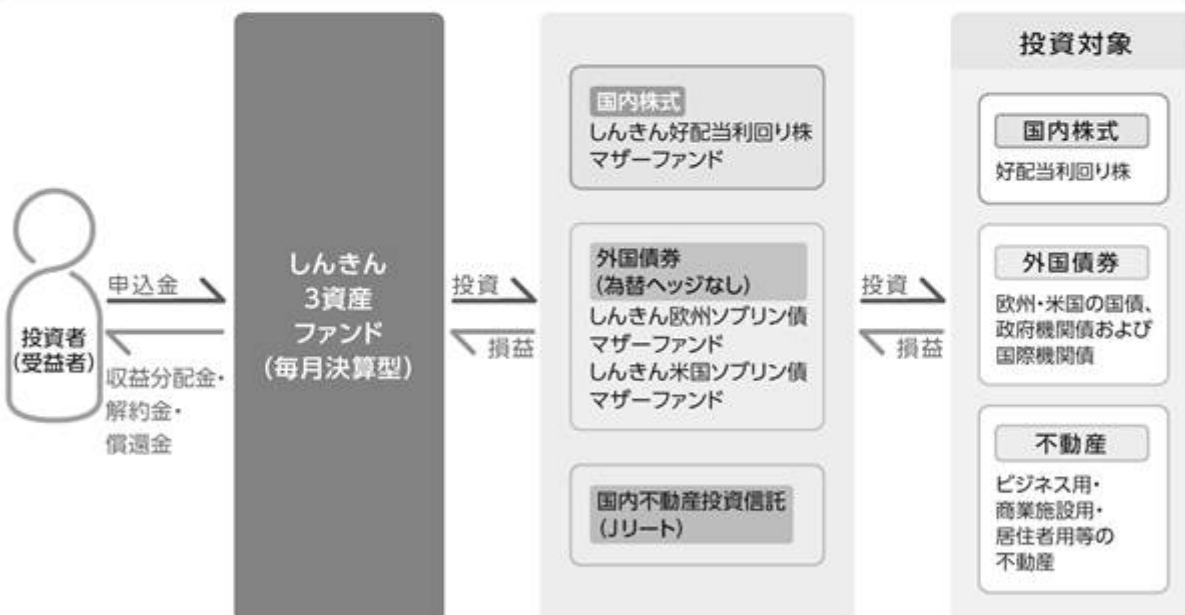 投資者
(受益者)
申込金
収益分配金・
解約金・
償還金
しんきん
3資産
ファンド
(毎月決算型)
投資
損益
国内株式
しんきん好配当利回り株
マザーファンド
外国債券
(為替ヘッジなし)
しんきん欧州ソブリン債
マザーファンド
しんきん米国ソブリン債
マザーファンド
国内不動産投資信託
(Jリート)
投資
損益
投資対象
国内株式
好配当利回り株
外国債券
欧州・米国の国債、
政府機関債および
国際機関債
不動産
ビジネス用・
商業施設用・
居住者用等の
不動産